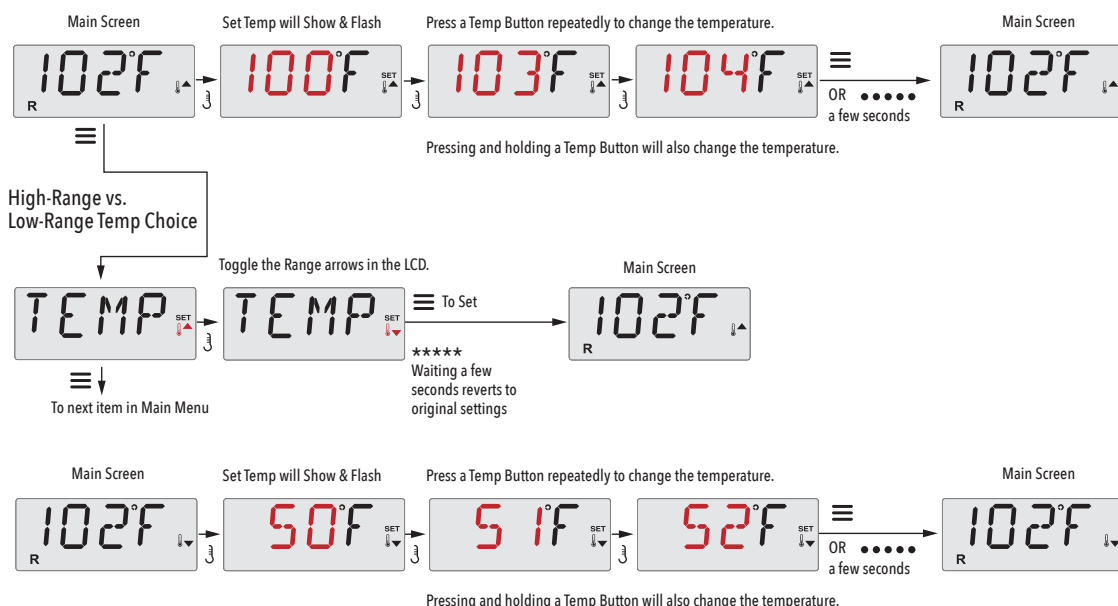 Main Screen
Set Temp will Show & Flash
Press a Temp Button repeatedly to change the temperature.
Main Screen
102°F
R
100°F
SET
103°F
SET
104°F
SET
OR •••••
a few seconds
102°F
R
Pressing and holding a Temp Button will also change the temperature.
High-Range vs.
Low-Range Temp Choice
Toggle the Range arrows in the LCD.
Main Screen
TEMP
SET
TEMP
SET
To Set
*****
Waiting a few
seconds reverts to
original settings
102°F
R
To next item in Main Menu
Main Screen
Set Temp will Show & Flash
Press a Temp Button repeatedly to change the temperature.
Main Screen
102°F
R
50°F
SET
51°F
SET
52°F
SET
OR •••••
a few seconds
102°F
R
Pressing and holding a Temp Button will also change the temperature.